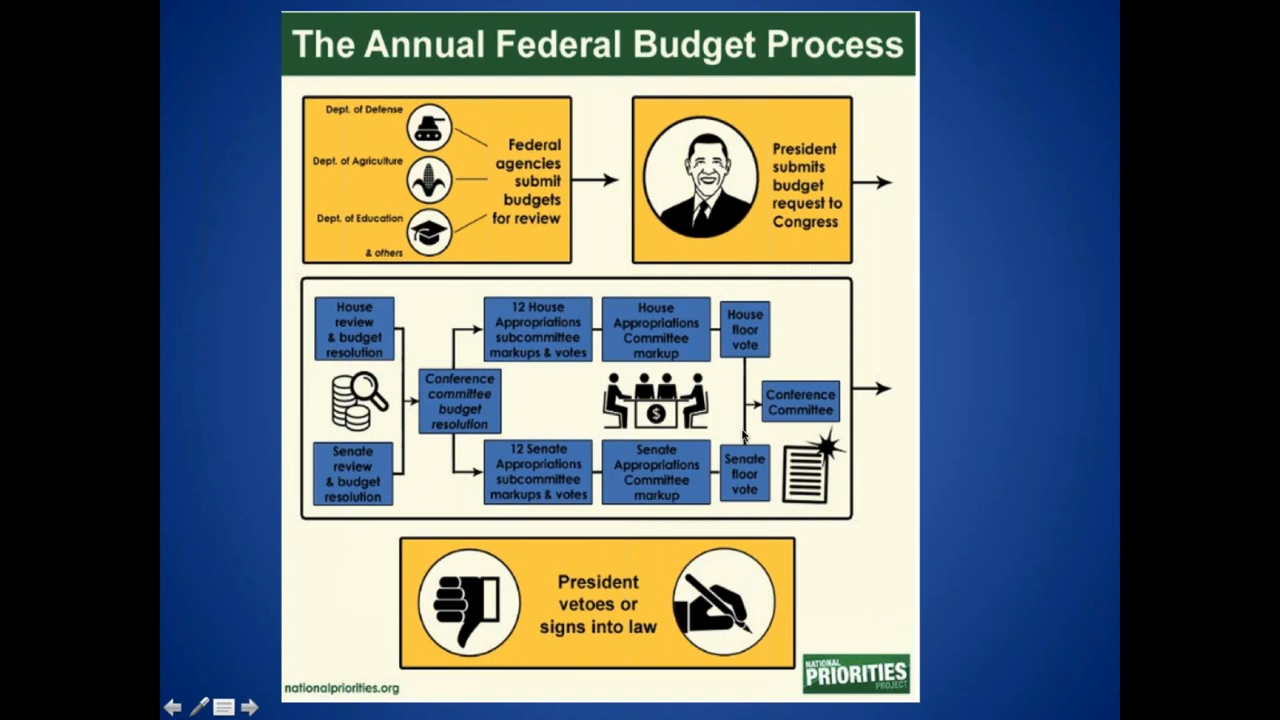 The Annual Federal Budget Process
Dept. of Defense
Dept. of Agriculture
Dept. of Education
& others
Federal
agencies
submit
budgets
for review
President
submits
budget
request to
Congress
House
review
& budget
resolution
Senate
review
& budget
resolution
Conference
committee
budget
resolution
12 House
Appropriations
subcommittee
markups & votes
House
Appropriations
Committee
markup
House
floor
vote
$
12 Senate
Appropriations
subcommittee
markups & votes
Senate
Appropriations
Committee
markup
Senate
floor
vote
Conference
Committee
President
vetoes or
signs into law
nationalpriorities.org
NATIONAL
PRIORITIES
PROJECT